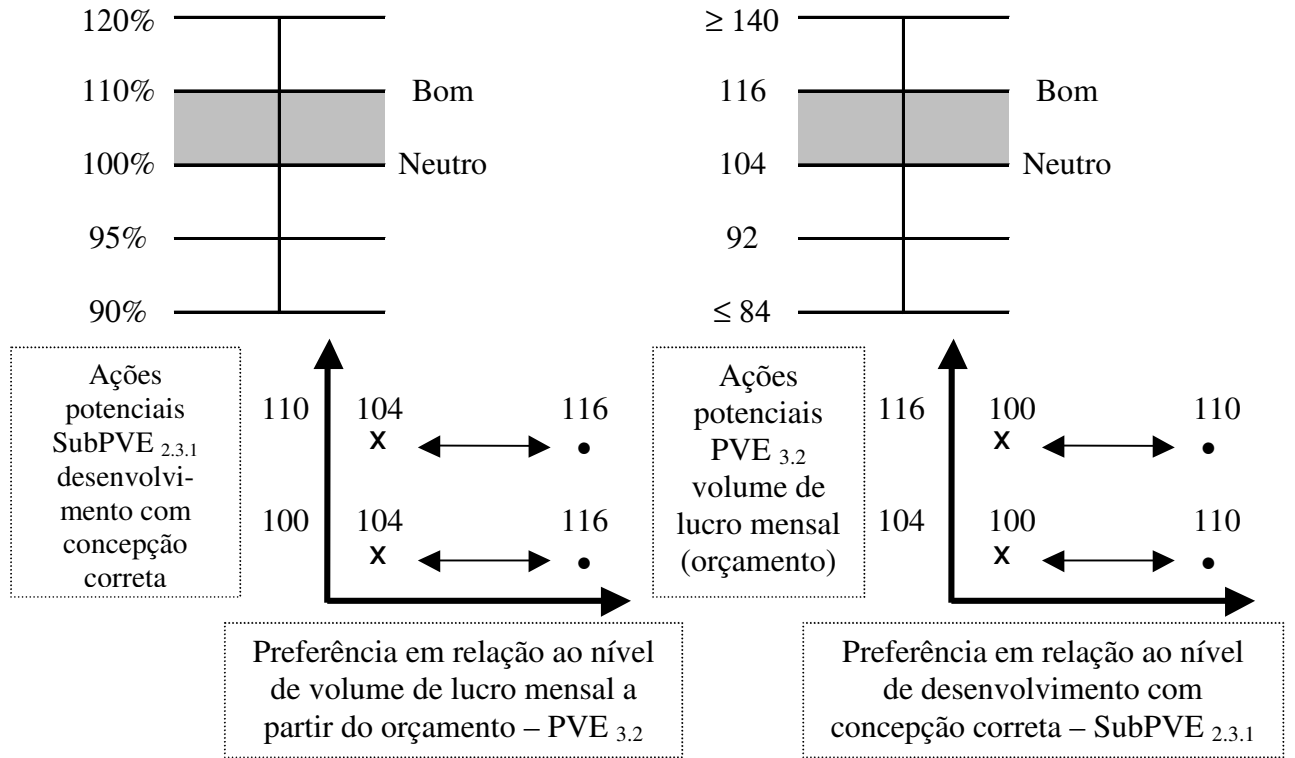 120%
110% Bom
100% Neutro
95%
90%
≥ 140
116 Bom
104 Neutro
92
≤ 84
Ações
potenciais
SubPVE 2.3.1
desenvolvi-
mento com
concepção
correta
110 104 116
x
100 104 116
x
Preferência em relação ao nível
de volume de lucro mensal a
partir do orçamento – PVE 3.2
Ações
potenciais
PVE 3.2
volume de
lucro mensal
(orçamento)
116 100 110
x
104 100 110
x
Preferência em relação ao nível
de desenvolvimento com
concepção correta – SubPVE 2.3.1